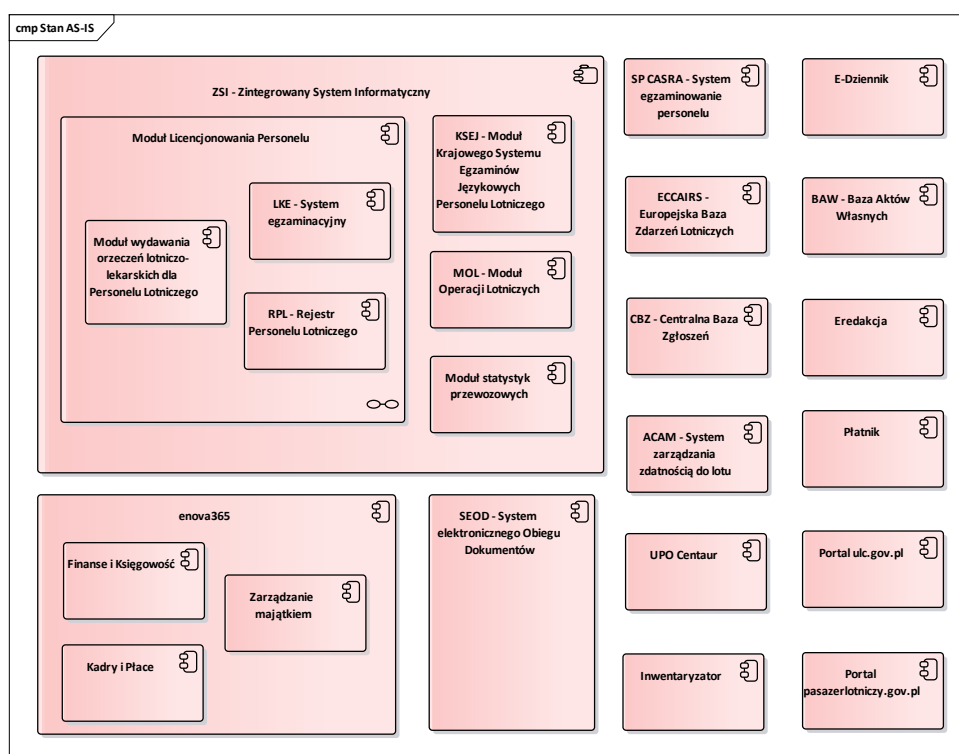 cmp Stan AS-IS
ZSI - Zintegrowany System Informatyczny
Moduł Licencjonowania Personelu
Moduł wydawania
orzeczeń lotniczo-
lekarskich dla
Personelu Lotniczego
LKE - System
egzaminacyjny
RPL - Rejestr
Personelu Lotniczego
KSEJ - Moduł
Krajowego Systemu
Egzaminów
Językowych
Personelu Lotniczego
MOL - Moduł
Operacji Lotniczych
Moduł statystyk
przewozowych
enova365
Finanse i Księgowość
Zarządzanie
majątkiem
Kadry i Płace
SEOD - System
elektronicznego Obiegu
Dokumentów
SP CASRA - System
egzaminowanie
personelu
ECCAIRS -
Europejska Baza
Zdarzeń Lotniczych
CBZ - Centralna Baza
Zgłoszeń
ACAM - System
zarządzania
zdatnością do lotu
UPO Centaur
Inwentaryzator
E-Dziennik
BAW - Baza Aktów
Własnych
Eredakcja
Płatnik
Portal ulc.gov.pl
Portal
pasazerlotniczy.gov.pl